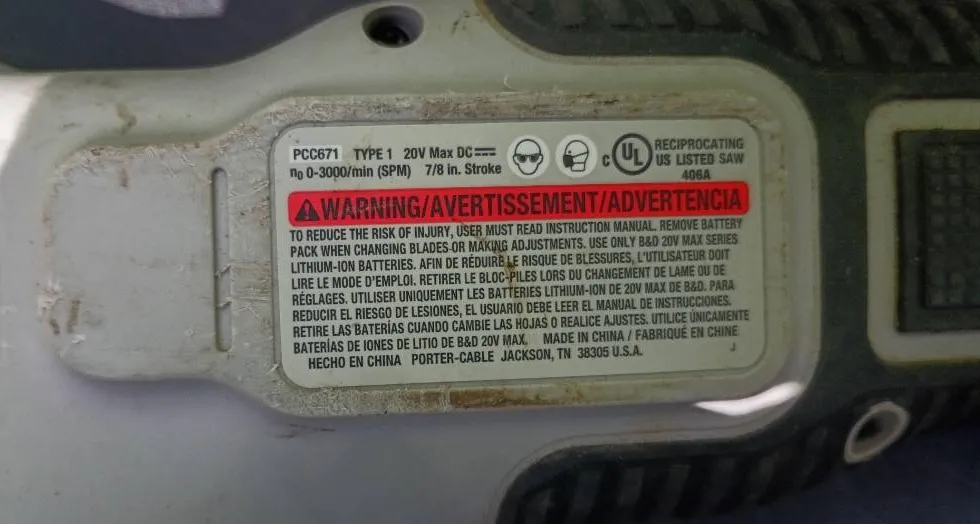 PCC671 TYPE 1 20V Max DC
n0 0-3000/min (SPM) 7/8 in. Stroke
C UL US LISTED
RECIPROCATING
SAW
406A
WARNING/AVERTISSEMENT/ADVERTENCIA
TO REDUCE THE RISK OF INJURY, USER MUST READ INSTRUCTION MANUAL. REMOVE BATTERY
PACK WHEN CHANGING BLADES OR MAKING ADJUSTMENTS. USE ONLY B&D 20V MAX SERIES
LITHIUM-ION BATTERIES. AFIN DE RÉDUIRE LE RISQUE DE BLESSURES, L'UTILISATEUR DOIT
LIRE LE MODE D'EMPLOI. RETIRER LE BLOC-PILES LORS DU CHANGEMENT DE LAME OU DE
RÉGLAGES. UTILISER UNIQUEMENT LES BATTERIES LITHIUM-ION DE 20V MAX DE B&D. PARA
REDUCIR EL RIESGO DE LESIONES, EL USUARIO DEBE LEER EL MANUAL DE INSTRUCCIONES.
RETIRE LAS BATERÍAS CUANDO CAMBIE LAS HOJAS O REALICE AJUSTES. UTILICE ÚNICAMENTE
BATERÍAS DE IONES DE LITIO DE B&D 20V MAX. MADE IN CHINA / FABRIQUÉ EN CHINE
HECHO EN CHINA PORTER-CABLE JACKSON, TN 38305 U.S.A. J